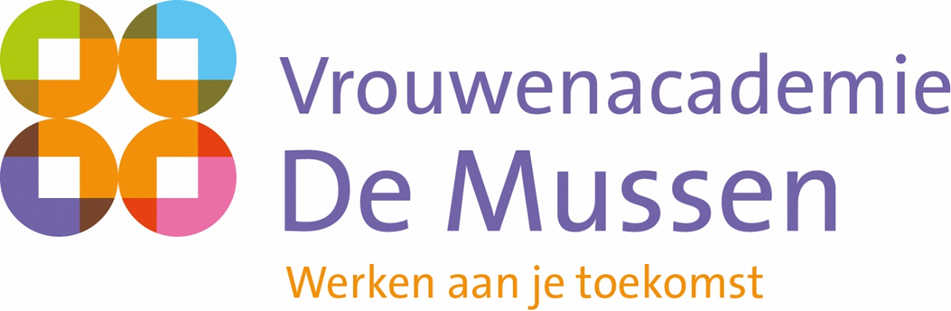 Vrouwenacademie
De Mussen
Werken aan je toekomst